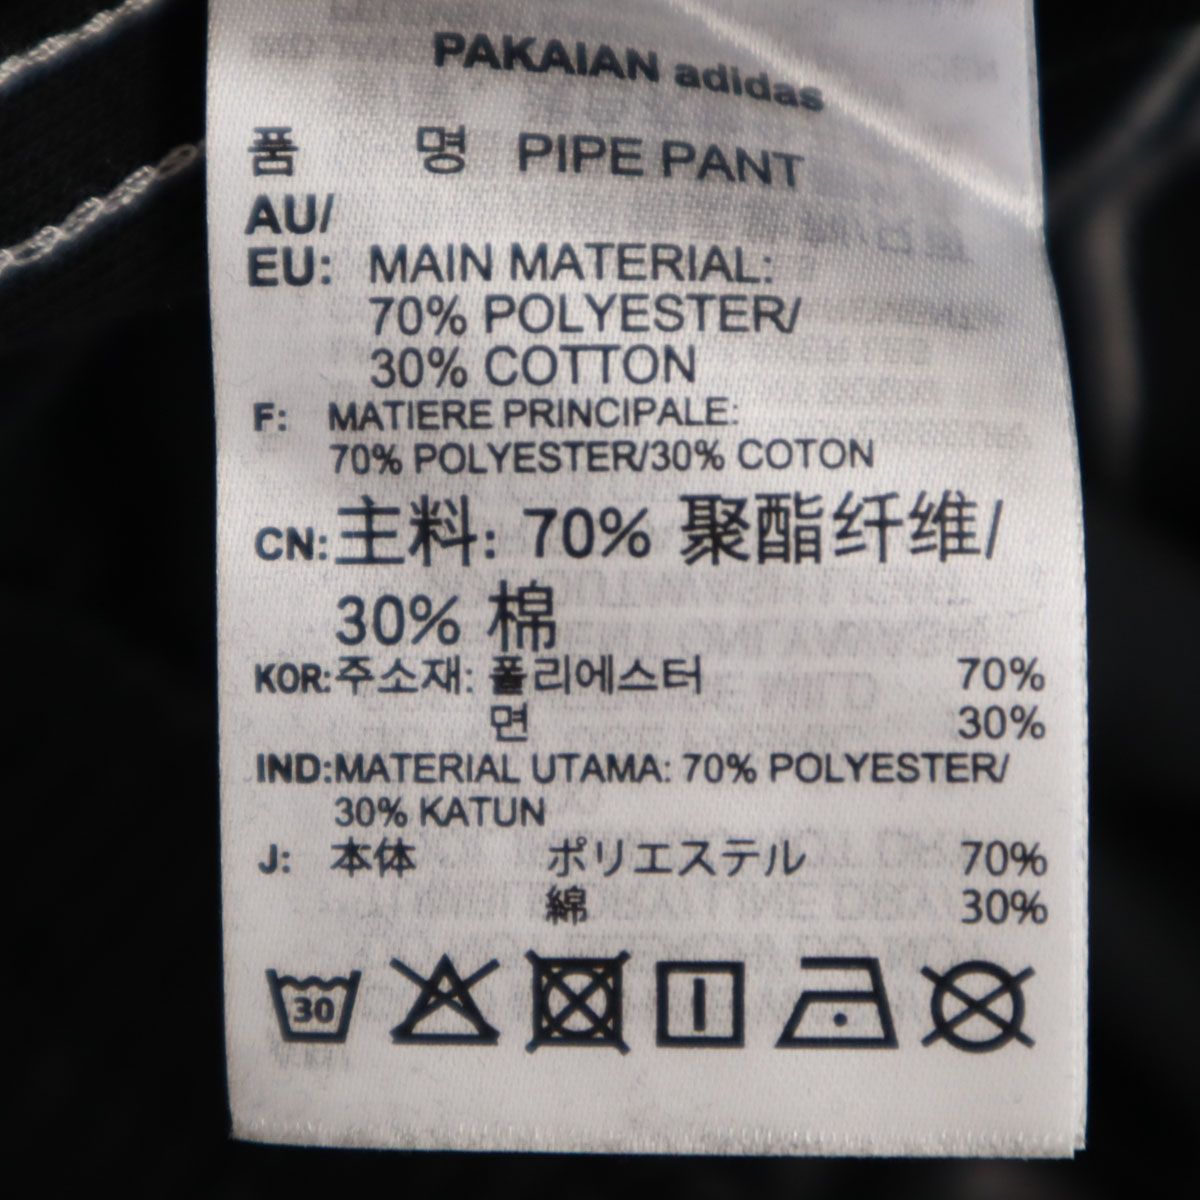 PAKAIAN adidas
품 명 PIPE PANT
AU/
EU: MAIN MATERIAL:
70% POLYESTER/
30% COTTON
F: MATIERE PRINCIPALE:
70% POLYESTER/30% COTON
CN: 主料: 70% 聚酯纤维/
30% 棉
KOR: 주소재: 폴리에스터 70%
면 30%
IND: MATERIAL UTAMA: 70% POLYESTER/
30% KATUN
J: 本体 ポリエステル 70%
綿 30%
30